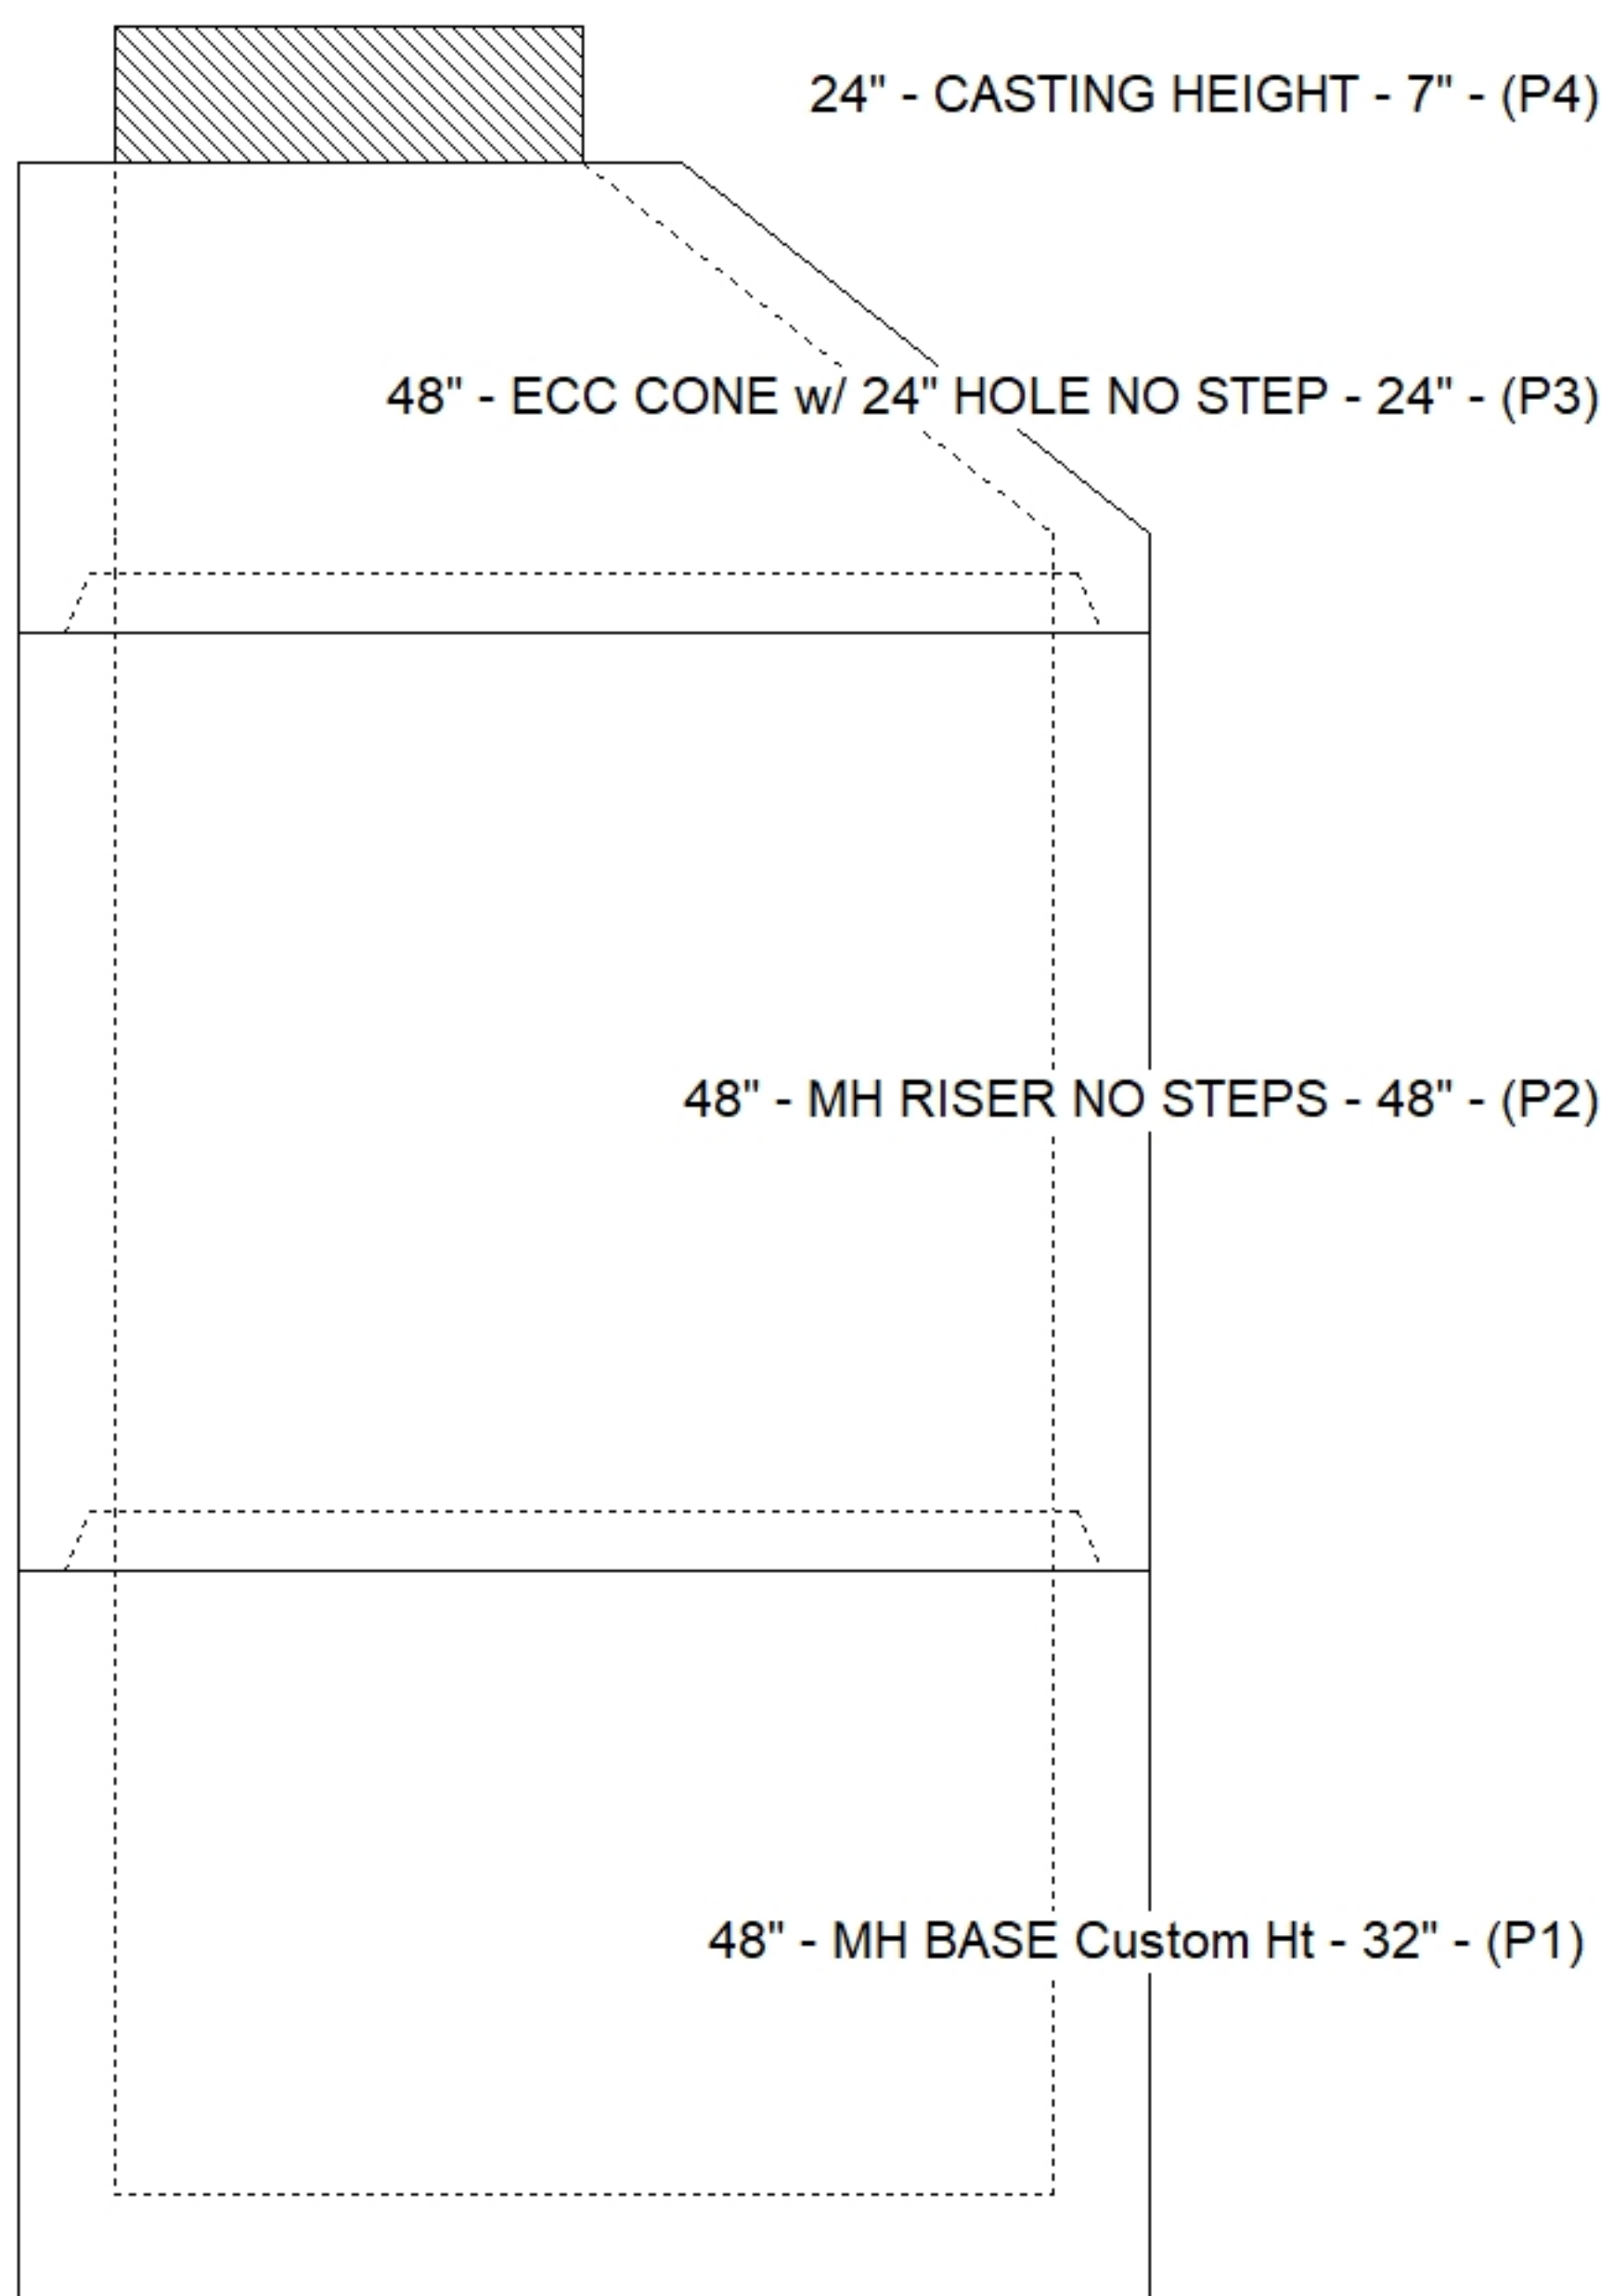 24" - CASTING HEIGHT - 7" - (P4)
48" - ECC CONE w/ 24" HOLE NO STEP - 24" - (P3)
48" - MH RISER NO STEPS - 48" - (P2)
48" - MH BASE Custom Ht - 32" - (P1)